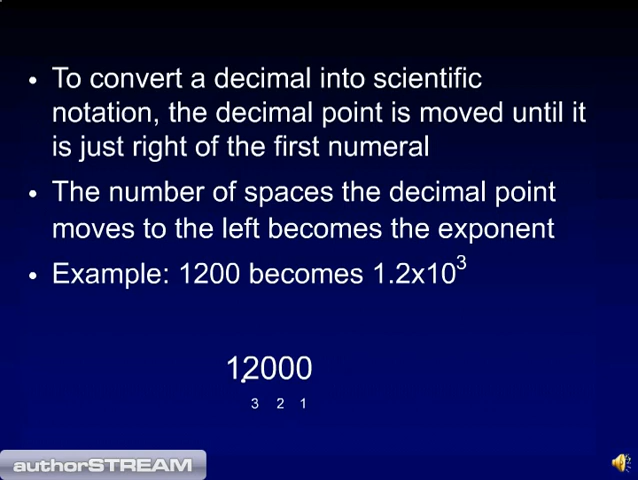 • To convert a decimal into scientific
notation, the decimal point is moved until it
is just right of the first numeral
• The number of spaces the decimal point
moves to the left becomes the exponent
• Example: 1200 becomes 1.2x10³
1.2000
3 2 1
authorSTREAM